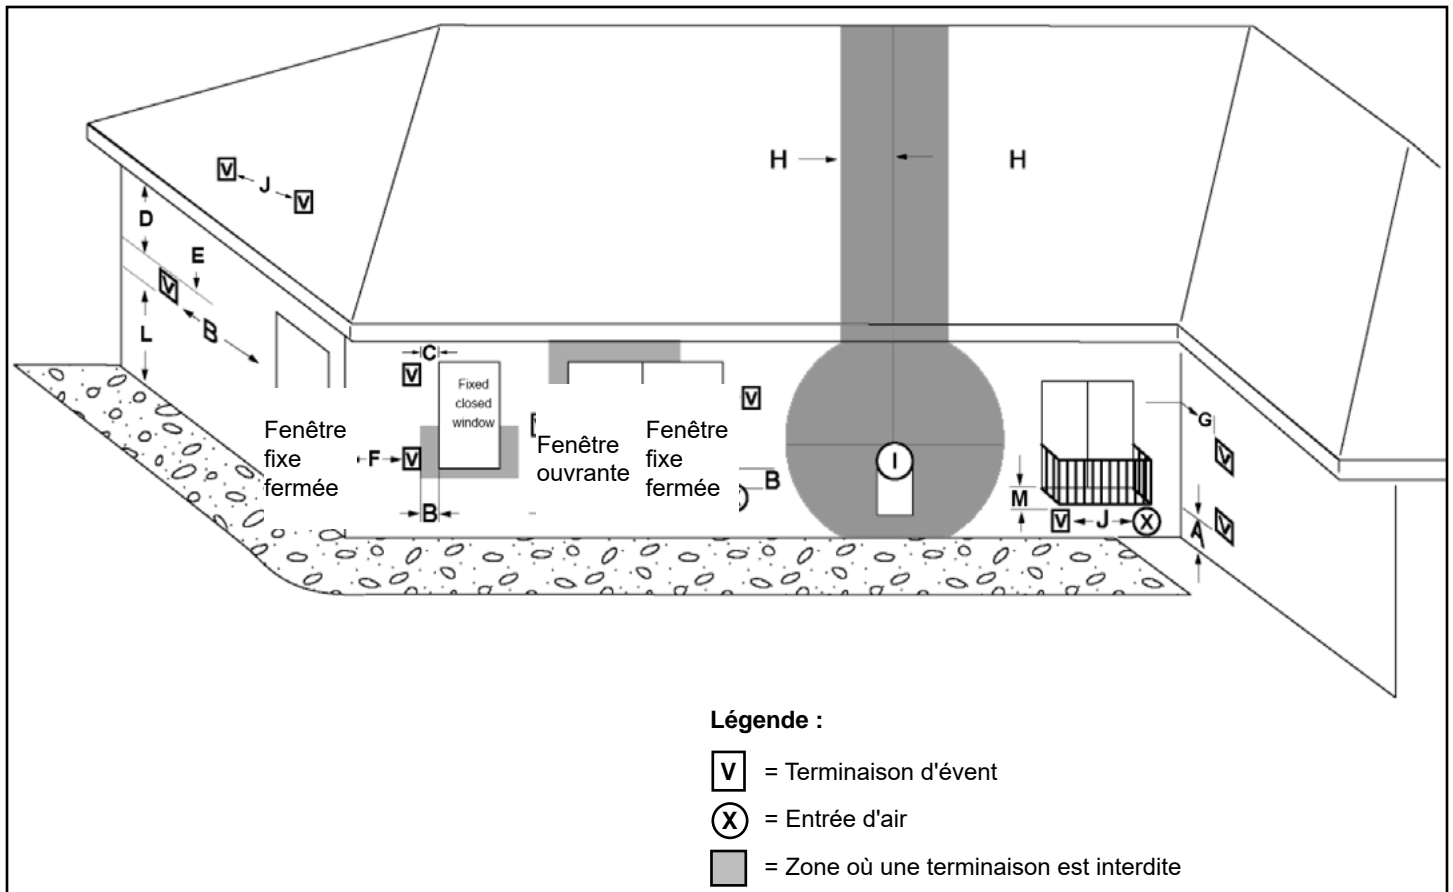 H
H
V
J
V
D
E
V
B
L
C
V
Fixed
closed
window
V
G
Fenêtre
fixe
fermée
F
V
Fenêtre
ouvrante
Fenêtre
fixe
fermée
I
V
B
B
M
V
J
X
A
V
Légende :
V = Terminaison d'évent
X = Entrée d'air
= Zone où une terminaison est interdite